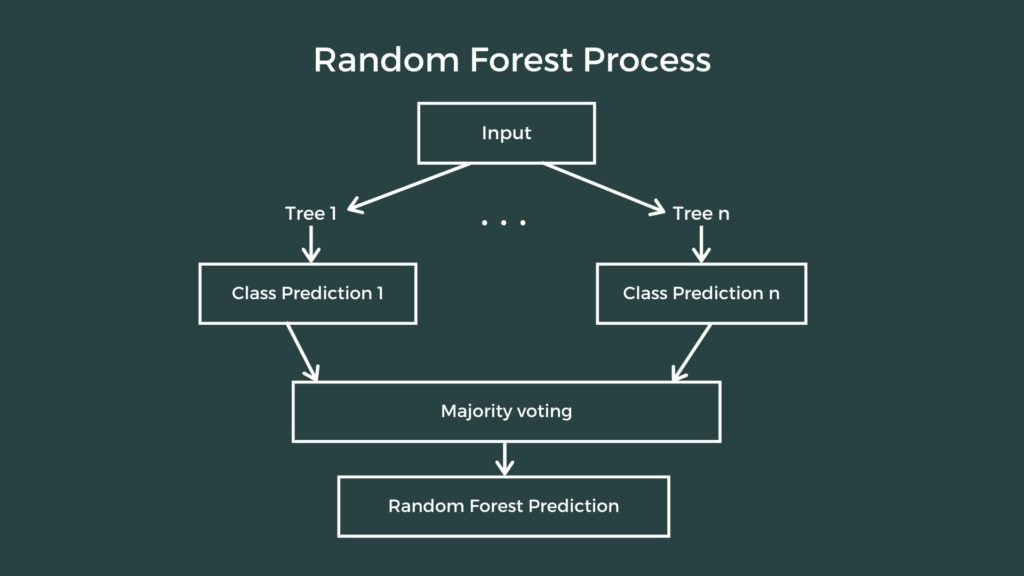 Random Forest Process
Input
Tree 1
. . .
Tree n
Class Prediction 1
Class Prediction n
Majority voting
Random Forest Prediction